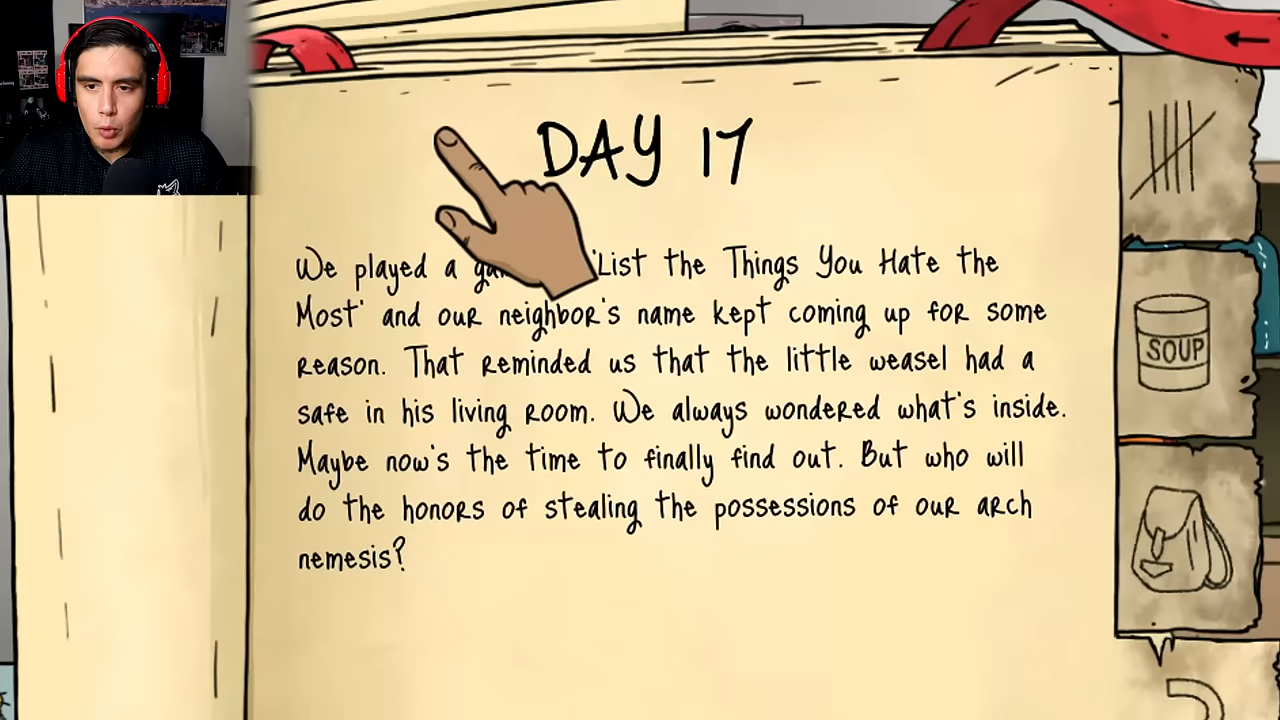 DAY 17
We played a 'List the Things You Hate the
Most' and our neighbor's name kept coming up for some
reason. That reminded us that the little weasel had a
safe in his living room. We always wondered what's inside.
Maybe now's the time to finally find out. But who will
do the honors of stealing the possessions of our arch
nemesis?
SOUP